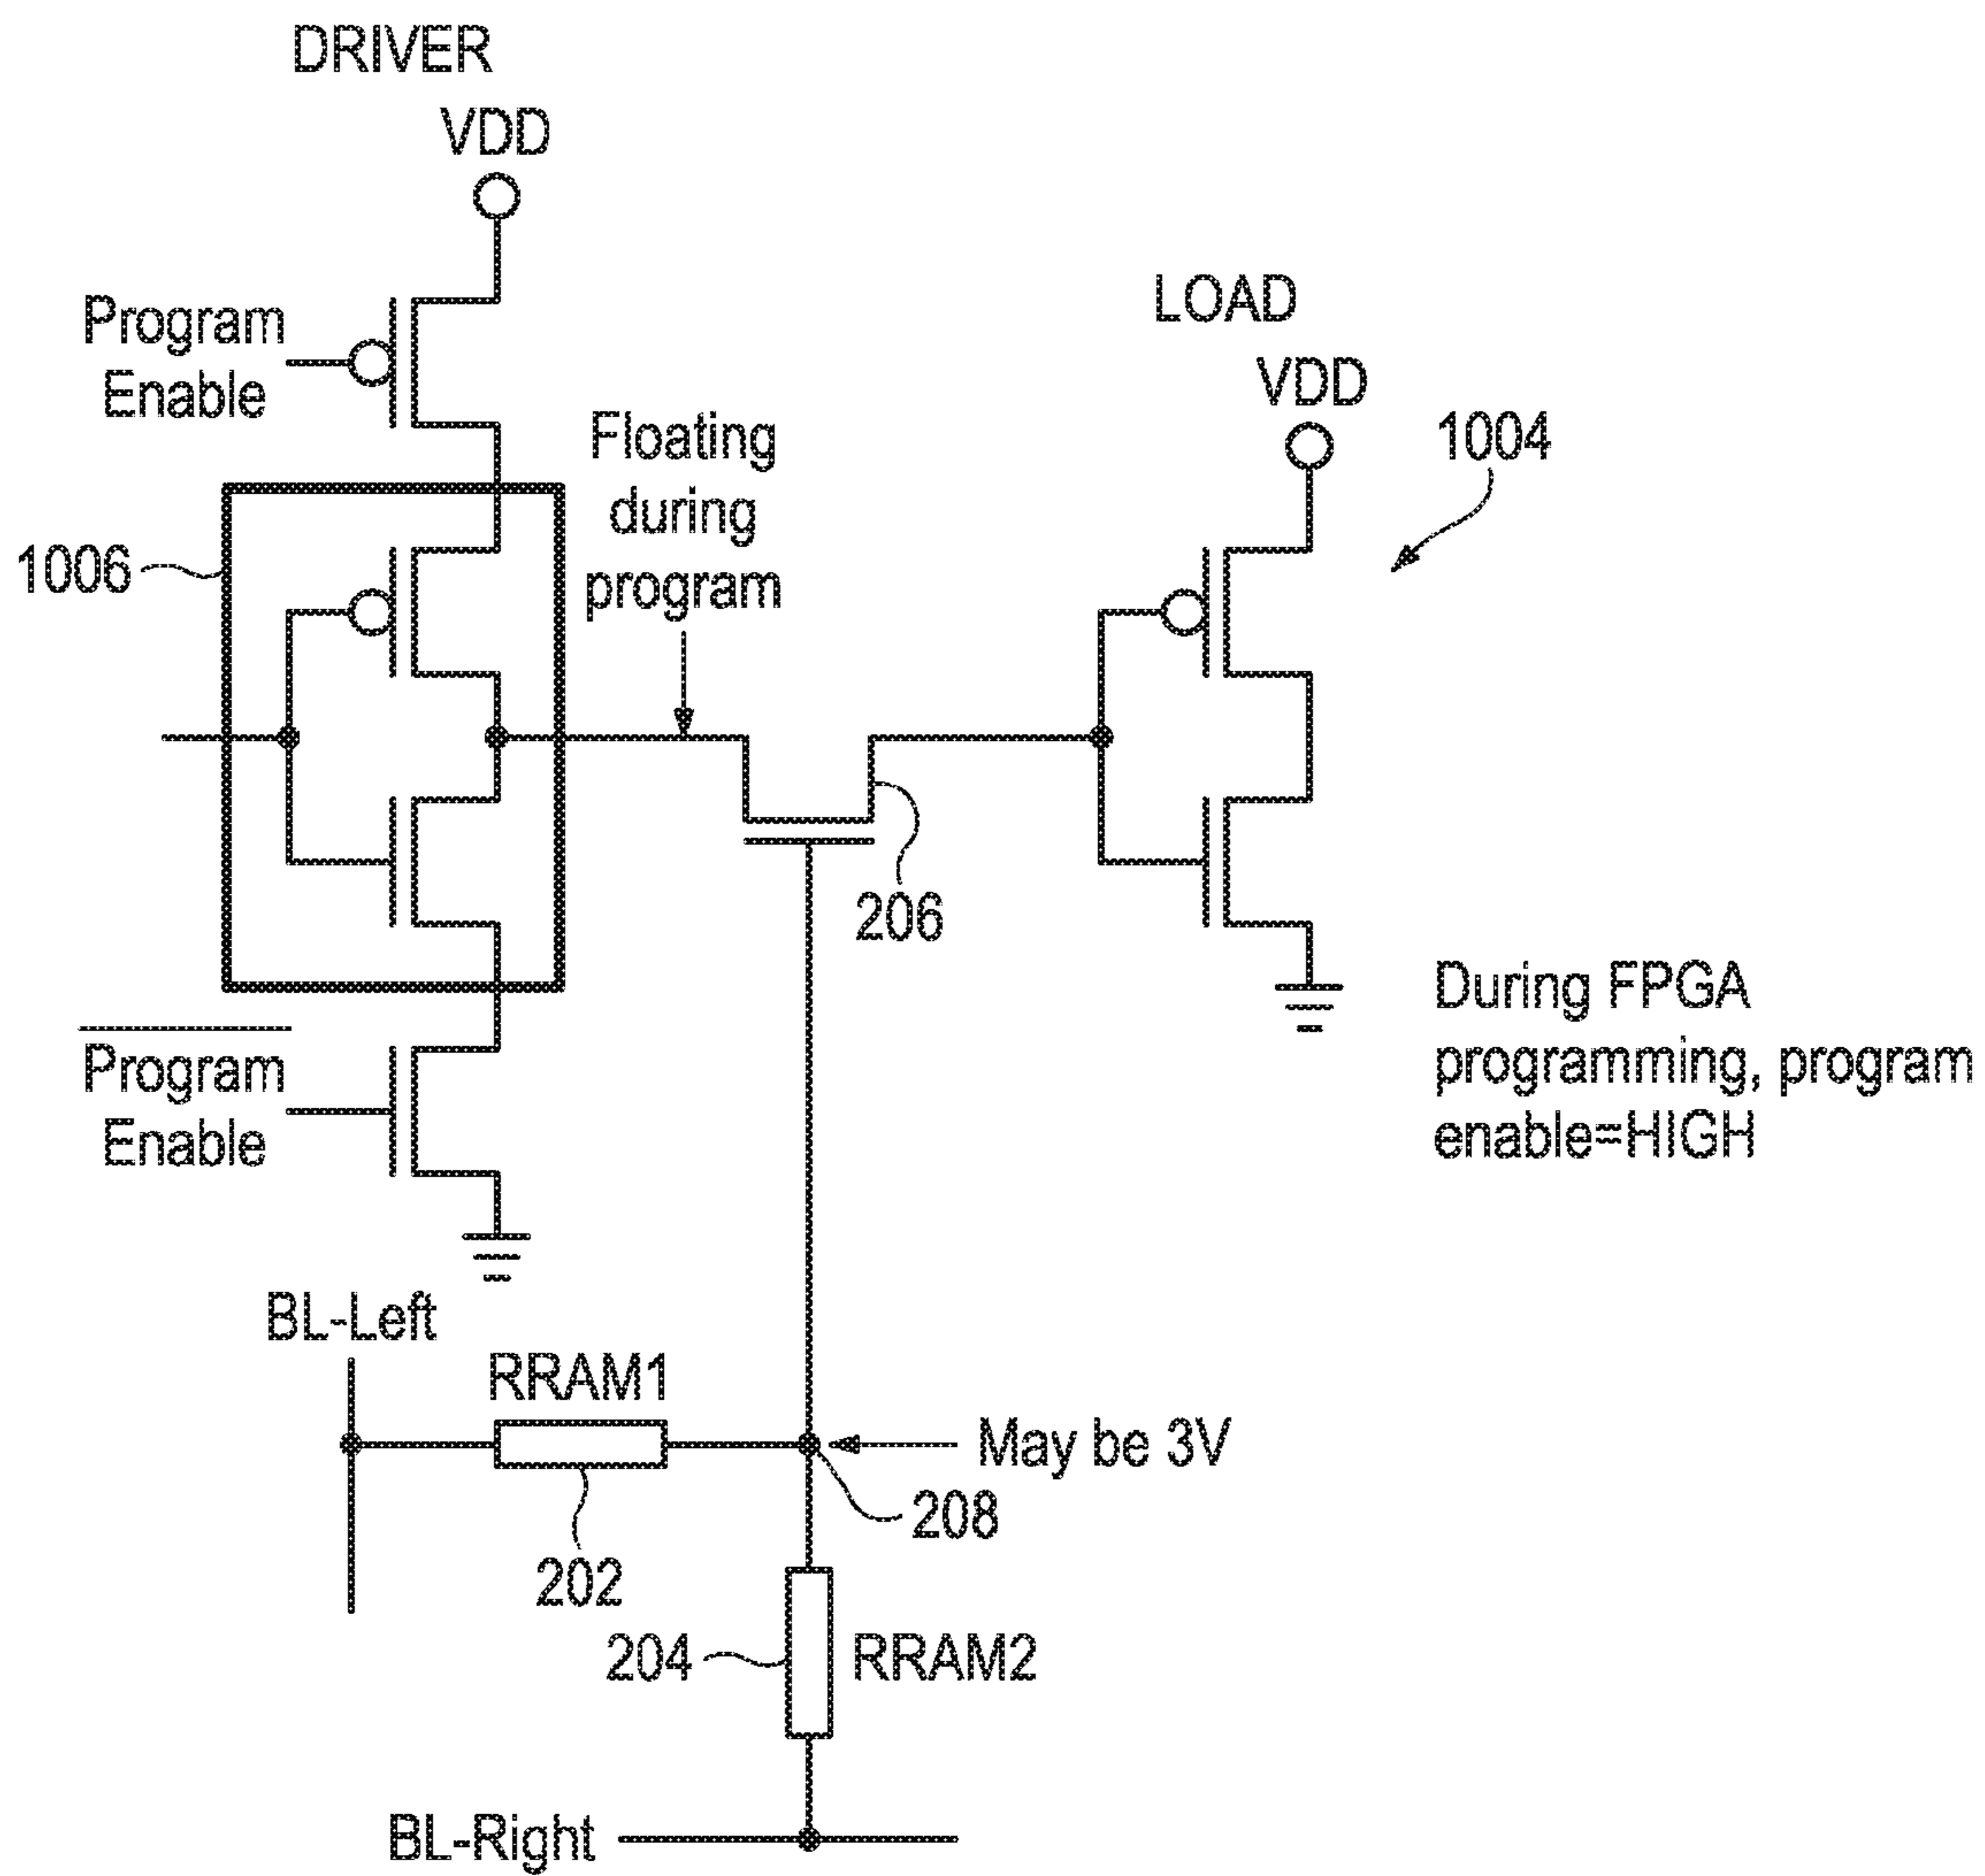 DRIVER
VDD
Program
Enable
LOAD
VDD
1004
Floating
during
program
1006
206
During FPGA
programming, program
enable=HIGH
Program
Enable
BL-Left
RRAM1
May be 3V
208
202
204
RRAM2
BL-Right